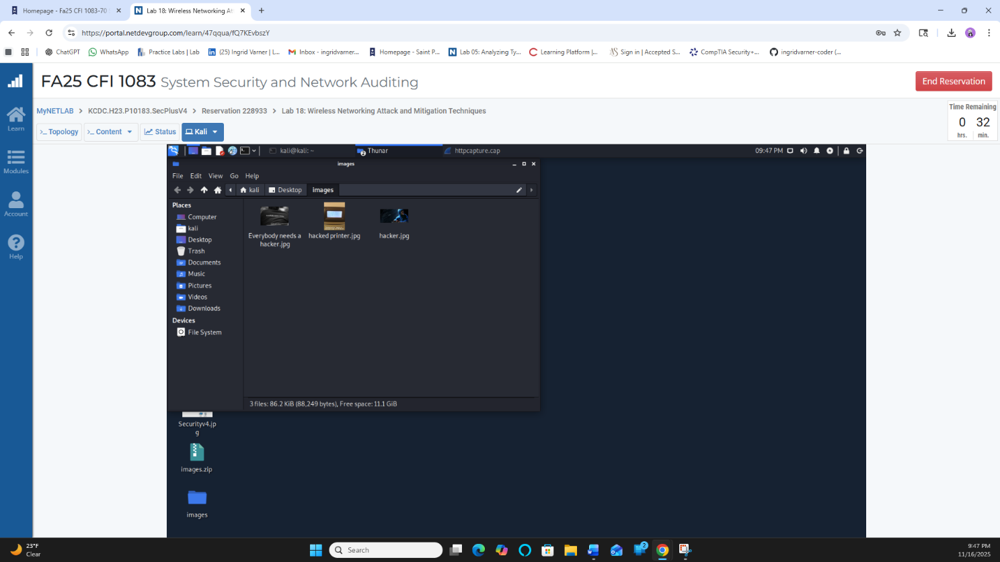 Homepage - Fa25 CFI 1083-70
Lab 18: Wireless Networking At
https://portal.netdevgroup.com/learn/47qqua/fQ7KEvbszY
ChatGPT
WhatsApp
Practice Labs | Lab
(25) Ingrid Varner | L...
Inbox - ingridvarner...
Homepage - Saint P...
Lab 05: Analyzing Ty...
Learning Platform |...
Sign in | Accepted S...
CompTIA Security+...
ingridvarner-coder (...
FA25 CFI 1083 System Security and Network Auditing
End Reservation
MyNETLAB > KCDC.H23.P10183.SecPlusV4 > Reservation 228933 > Lab 18: Wireless Networking Attack and Mitigation Techniques
Time Remaining
0 32
hrs. min.
>_ Topology
>_ Content
Status
Kali
Learn
Modules
Account
Help
kali@kali: ~
2 Thunar
httpcapture.cap
09:47 PM
images
File Edit View Go Help
kali
Desktop
images
Places
Computer
kali
Desktop
Trash
Documents
Music
Pictures
Videos
Downloads
Devices
File System
Everybody needs a
hacker.jpg
hacked printer.jpg
hacker.jpg
3 files: 86.2 KiB (88,249 bytes), Free space: 11.1 GiB
Securityv4.jp
g
images.zip
images
23°F
Clear
Search
2
9:47 PM
11/16/2025